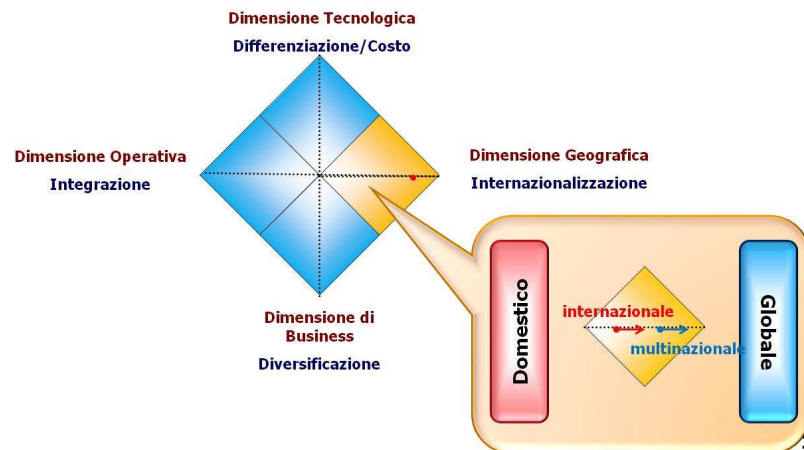 Dimensione Tecnologica
Differenziazione/Costo
Dimensione Operativa
Integrazione
Dimensione Geografica
Internazionalizzazione
Dimensione di
Business
Diversificazione
Domestico
internazionale
multinazionale
Globale